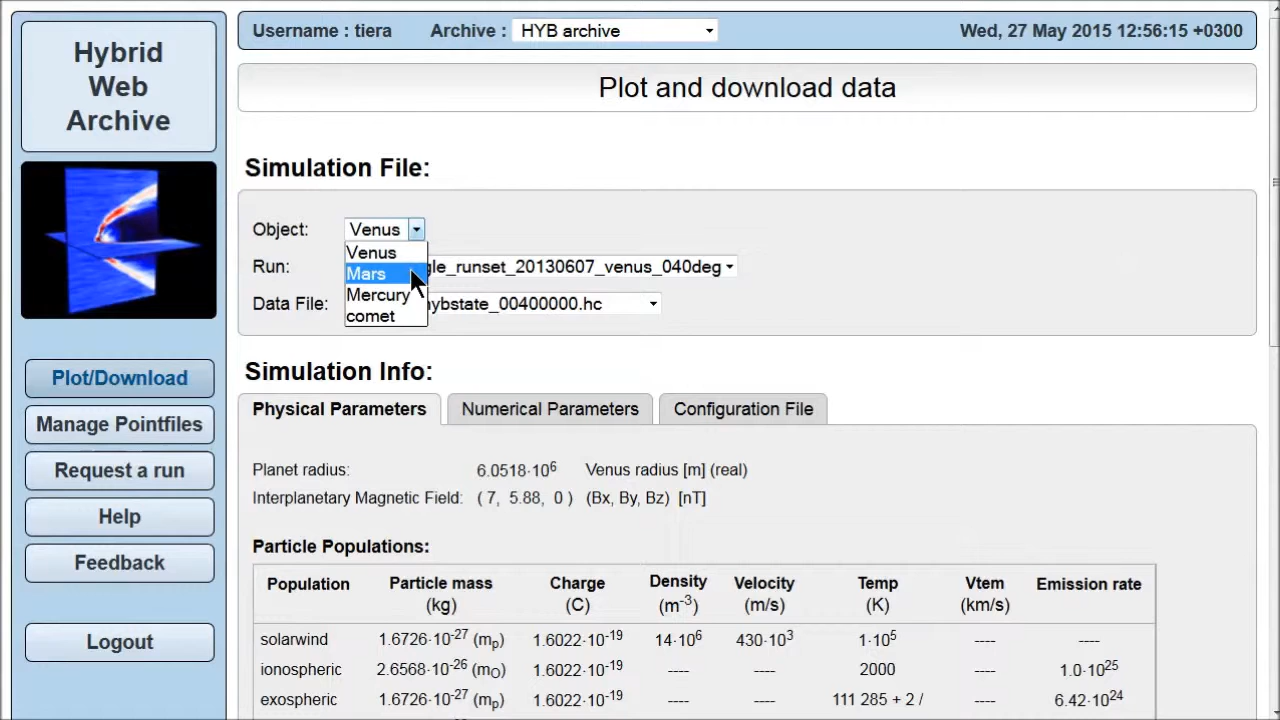 Hybrid
Web
Archive
Username : tiera Archive : HYB archive Wed, 27 May 2015 12:56:15 +0300
Plot and download data
Simulation File:
Object: Venus
Venus
Mars
Mercury
comet
Run: gle_runset_20130607_venus_040deg
Data File: hybstate_00400000.hc
Plot/Download
Manage Pointfiles
Request a run
Help
Feedback
Logout
Simulation Info:
Physical Parameters Numerical Parameters Configuration File
Planet radius: 6.0518·10⁶ Venus radius [m] (real)
Interplanetary Magnetic Field: ( 7, 5.88, 0 ) (Bx, By, Bz) [nT]
Particle Populations:
Population Particle mass (kg) Charge (C) Density (m⁻³) Velocity (m/s) Temp (K) Vtem (km/s) Emission rate
solarwind 1.6726·10⁻²⁷ (mp) 1.6022·10⁻¹⁹ 14·10⁶ 430·10³ 1·10⁵ ---- ----
ionospheric 2.6568·10⁻²⁶ (mO) 1.6022·10⁻¹⁹ ---- ---- 2000 ---- 1.0·10²⁵
exospheric 1.6726·10⁻²⁷ (mp) 1.6022·10⁻¹⁹ ---- ---- 111 285 + 2 / ---- 6.42·10²⁴